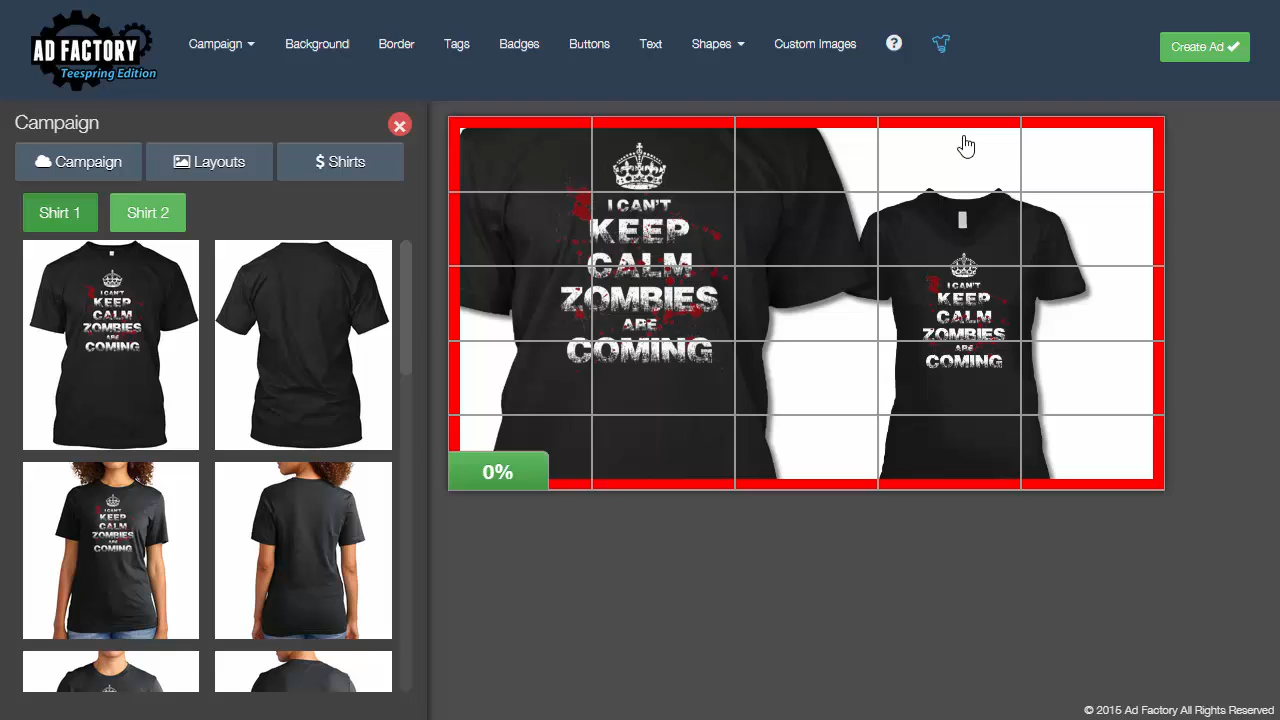 AD FACTORY
Teespring Edition
Campaign
Background
Border
Tags
Badges
Buttons
Text
Shapes
Custom Images
?
Create Ad
Campaign
Campaign
Layouts
$ Shirts
Shirt 1
Shirt 2
I CAN'T
KEEP
CALM
ZOMBIES
ARE
COMING
I CAN'T
KEEP
CALM
ZOMBIES
ARE
COMING
I CAN'T
KEEP
CALM
ZOMBIES
ARE
COMING
I CAN'T
KEEP
CALM
ZOMBIES
ARE
COMING
0%
© 2015 Ad Factory All Rights Reserved